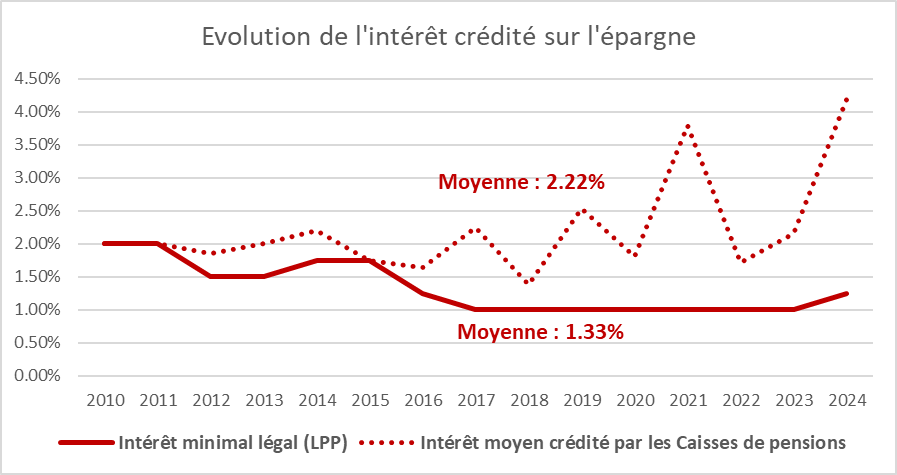 Evolution de l'intérêt crédité sur l'épargne
4.50%
4.00%
3.50%
3.00%
Moyenne : 2.22%
2.50%
2.00%
1.50%
1.00%
Moyenne : 1.33%
0.50%
0.00%
2010 2011 2012 2013 2014 2015 2016 2017 2018 2019 2020 2021 2022 2023 2024
Intérêt minimal légal (LPP) Intérêt moyen crédité par les Caisses de pensions